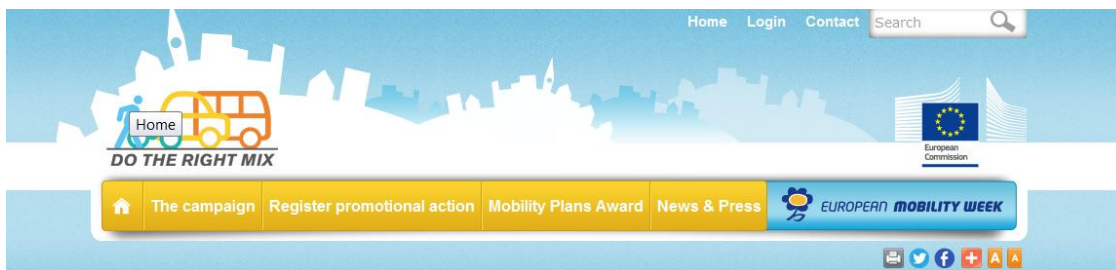 Home Login Contact Search
Home
DO THE RIGHT MIX
European
Commission
The campaign Register promotional action Mobility Plans Award News & Press EUROPEAN MOBILITY WEEK
A A